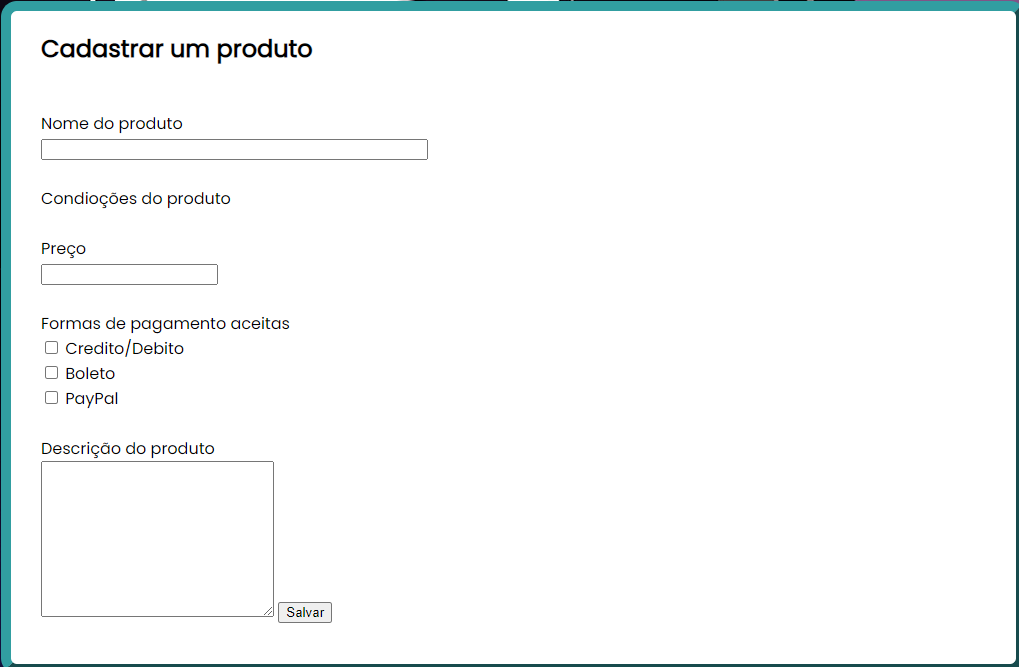 Cadastrar um produto
Nome do produto
Condioções do produto
Preço
Formas de pagamento aceitas
Credito/Debito
Boleto
PayPal
Descrição do produto
Salvar